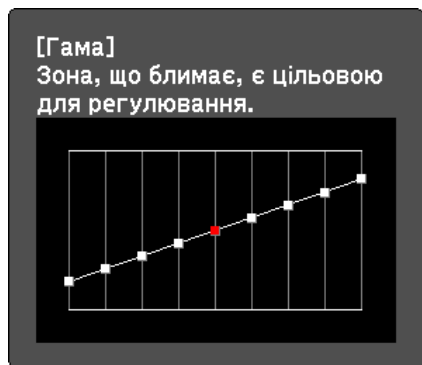 [Гама]
Зона, що блимає, є цільовою
для регулювання.